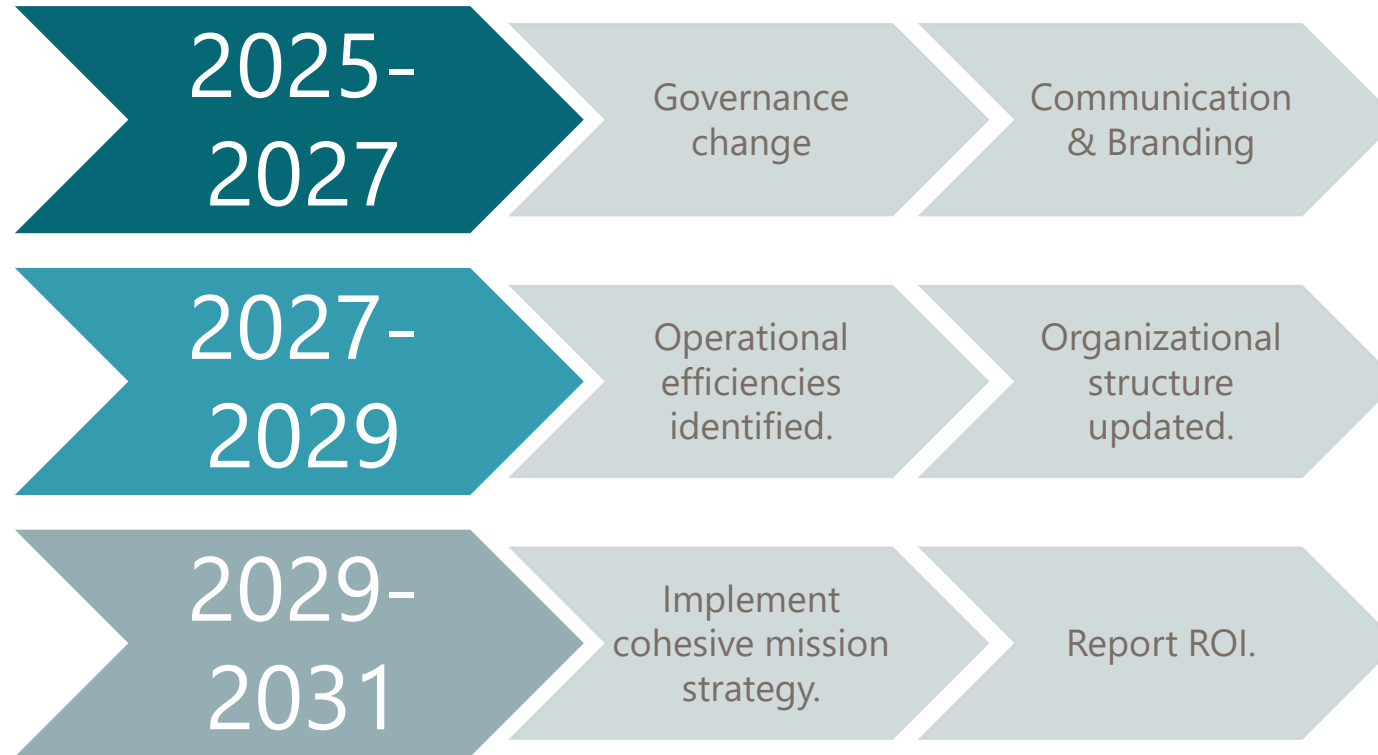 2025-
2027
Governance
change
Communication
& Branding
2027-
2029
Operational
efficiencies
identified.
Organizational
structure
updated.
2029-
2031
Implement
cohesive mission
strategy.
Report ROI.